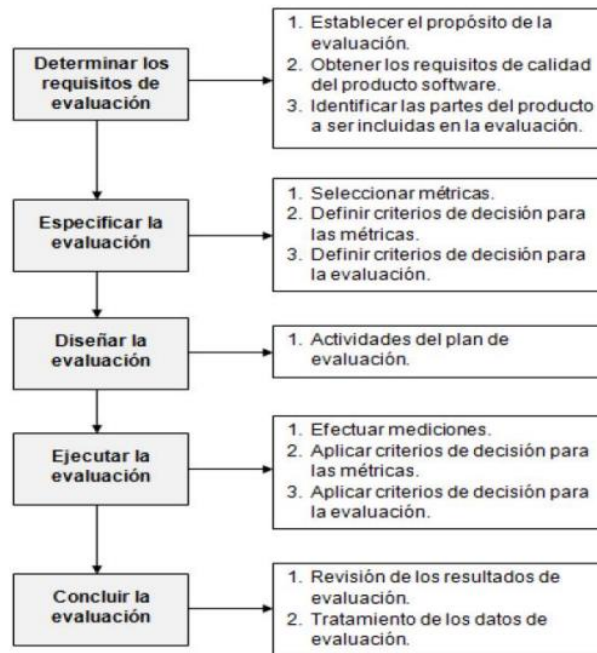 Determinar los
requisitos de
evaluación
1. Establecer el propósito de la
evaluación.
2. Obtener los requisitos de calidad
del producto software.
3. Identificar las partes del producto
a ser incluidas en la evaluación.
Especificar la
evaluación
1. Seleccionar métricas.
2. Definir criterios de decisión para
las métricas.
3. Definir criterios de decisión para
la evaluación.
Diseñar la
evaluación
1. Actividades del plan de
evaluación.
Ejecutar la
evaluación
1. Efectuar mediciones.
2. Aplicar criterios de decisión para
las métricas.
3. Aplicar criterios de decisión para
la evaluación.
Concluir la
evaluación
1. Revisión de los resultados de
evaluación.
2. Tratamiento de los datos de
evaluación.